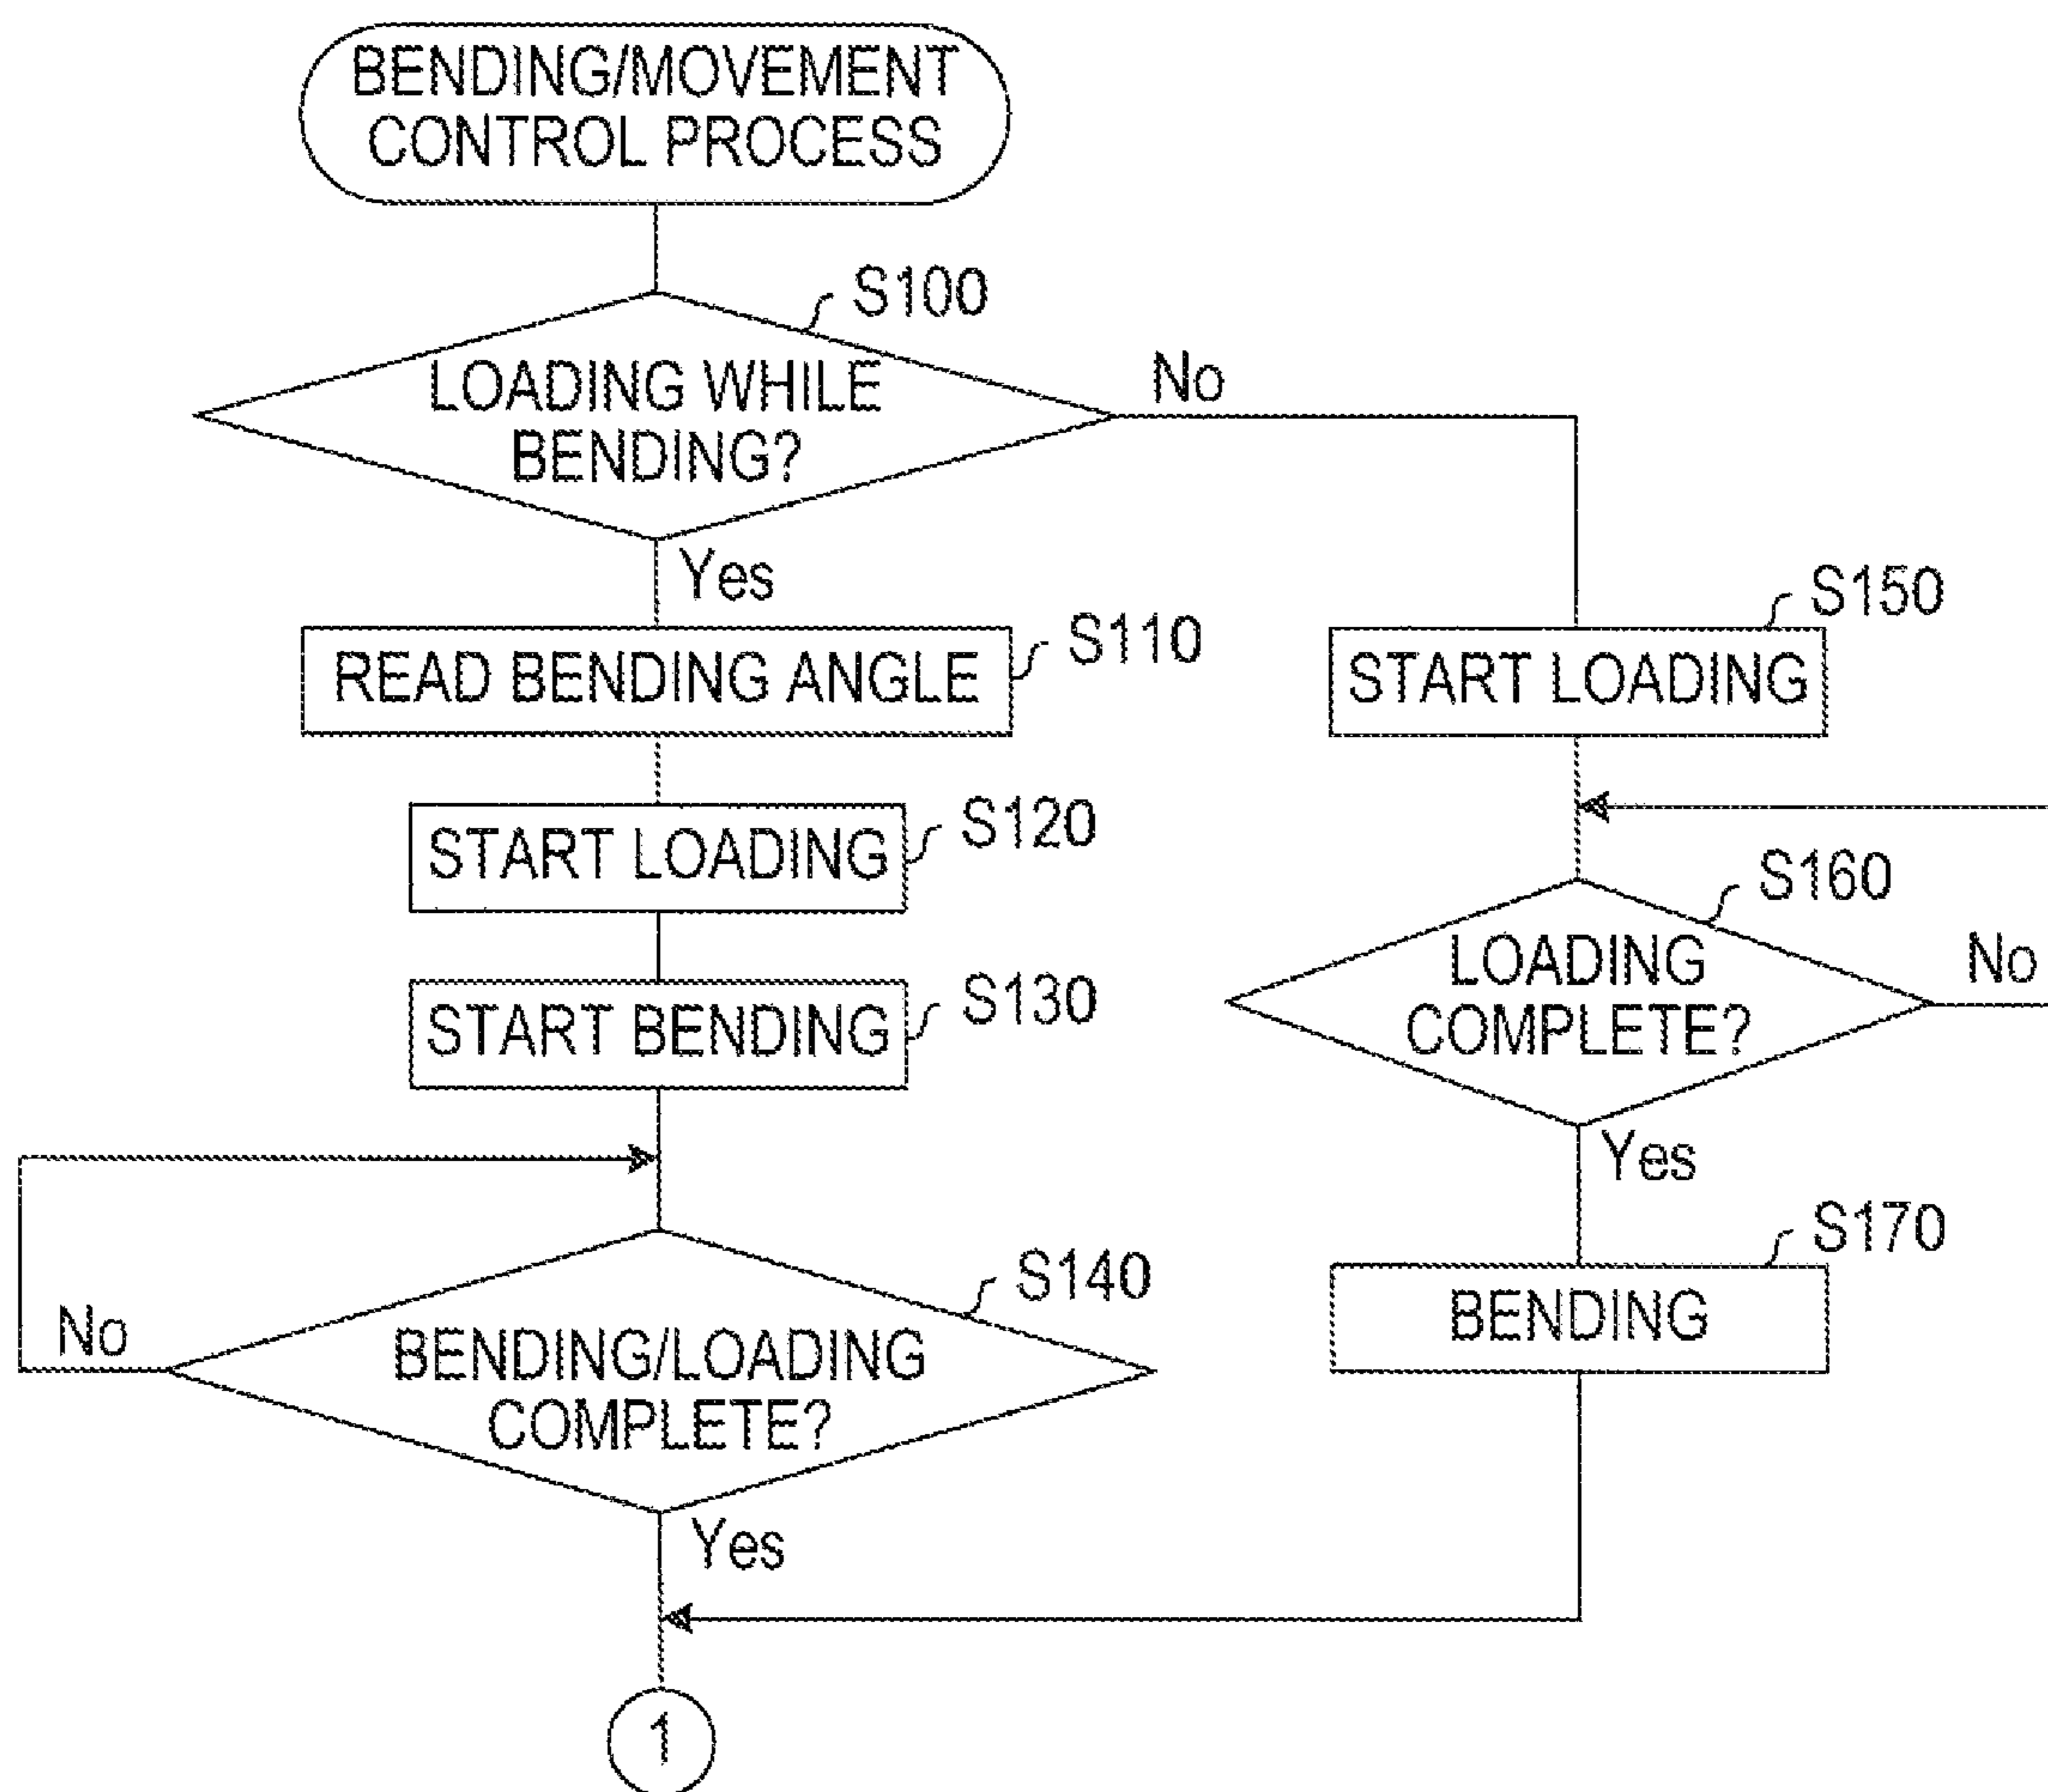 BENDING/MOVEMENT
CONTROL PROCESS
S100
LOADING WHILE
BENDING?
No
Yes
S110
READ BENDING ANGLE
S150
START LOADING
S120
START LOADING
S160
LOADING
COMPLETE?
No
S130
START BENDING
Yes
S170
BENDING
S140
BENDING/LOADING
COMPLETE?
No
Yes
1